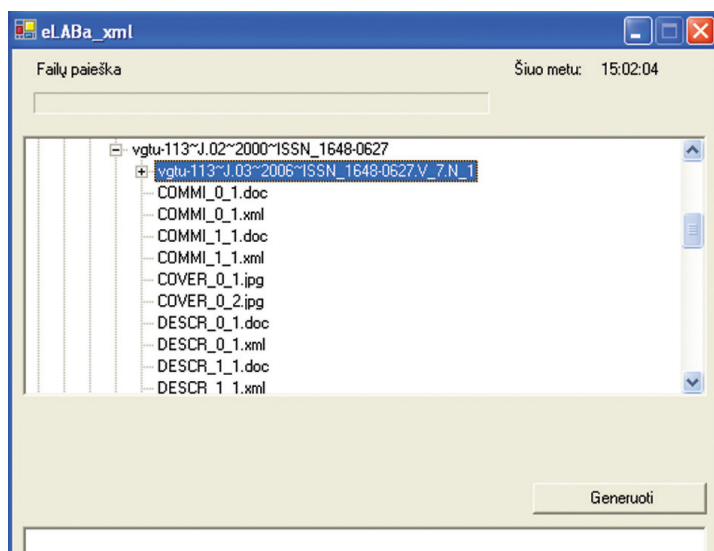 eLABa_xml
Failų paieška Šiuo metu: 15:02:04
vgtu-113~J.02~2000~ISSN_1648-0627
vgtu-113~J.03~2006~ISSN_1648-0627.V_7.N_1
COMMI_0_1.doc
COMMI_0_1.xml
COMMI_1_1.doc
COMMI_1_1.xml
COVER_0_1.jpg
COVER_0_2.jpg
DESCR_0_1.doc
DESCR_0_1.xml
DESCR_1_1.doc
DESCR_1_1.xml
Generuoti